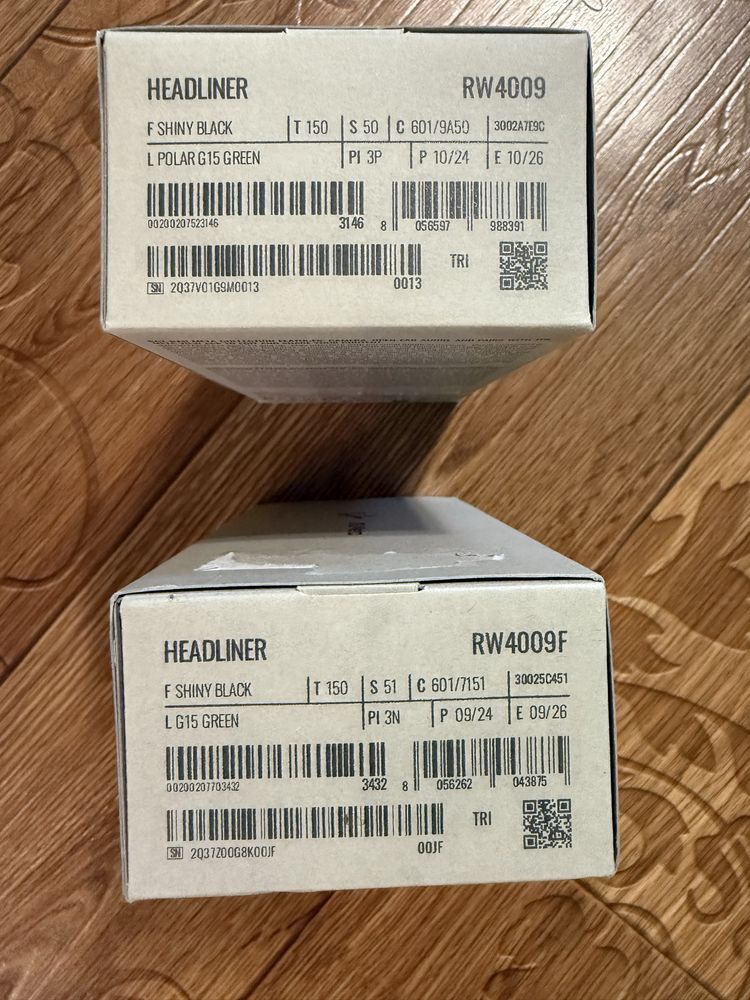 HEADLINER RW4009
F SHINY BLACK T 150 S 50 C 601/9A50 3002A7E9C
L POLAR G15 GREEN PI 3P P 10/24 E 10/26
00200207523146 3146 8 056597 988391
TRI
SN 2Q37V01G9M0013 0013
HEADLINER RW4009F
F SHINY BLACK T 150 S 51 C 601/7151 30025C451
L G15 GREEN PI 3N P 09/24 E 09/26
00200207703432 3432 8 056262 043875
TRI
SN 2Q37Z00G8K00JF 00JF